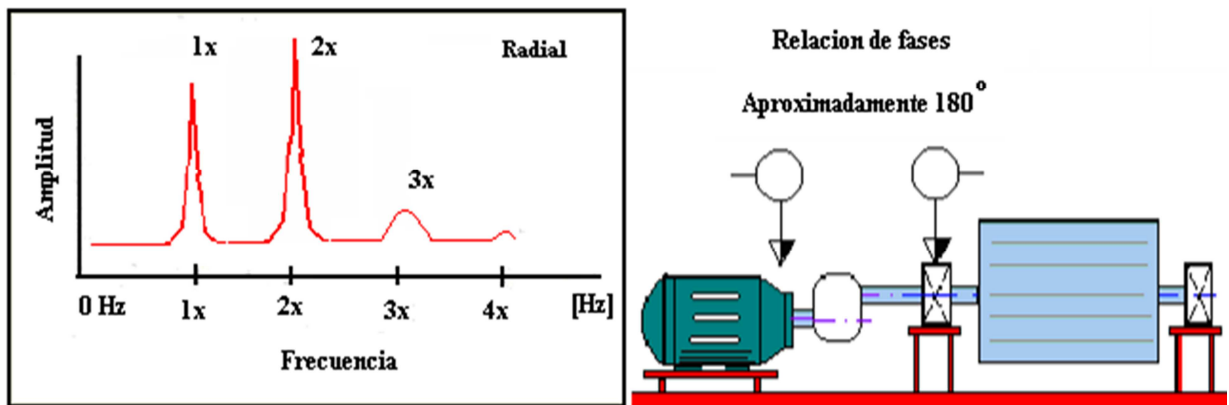 1x
2x
Radial
3x
Amplitud
0 Hz
1x
2x
3x
4x
[Hz]
Frecuencia
Relacion de fases
Aproximadamente 180°